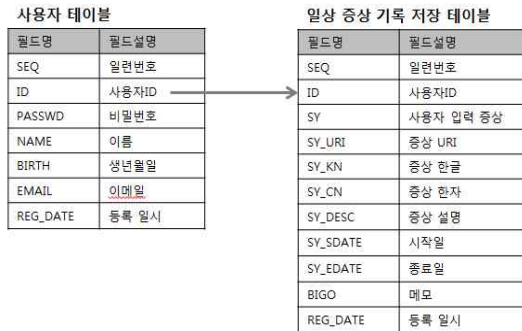 사용자 테이블
필드명 필드설명
SEQ 일련번호
ID 사용자ID
PASSWD 비밀번호
NAME 이름
BIRTH 생년월일
EMAIL 이메일
REG_DATE 등록 일시
일상 증상 기록 저장 테이블
필드명 필드설명
SEQ 일련번호
ID 사용자ID
SY 사용자 입력 증상
SY_URI 증상 URI
SY_KN 증상 한글
SY_CN 증상 한자
SY_DESC 증상 설명
SY_SDATE 시작일
SY_EDATE 종료일
BIGO 메모
REG_DATE 등록 일시